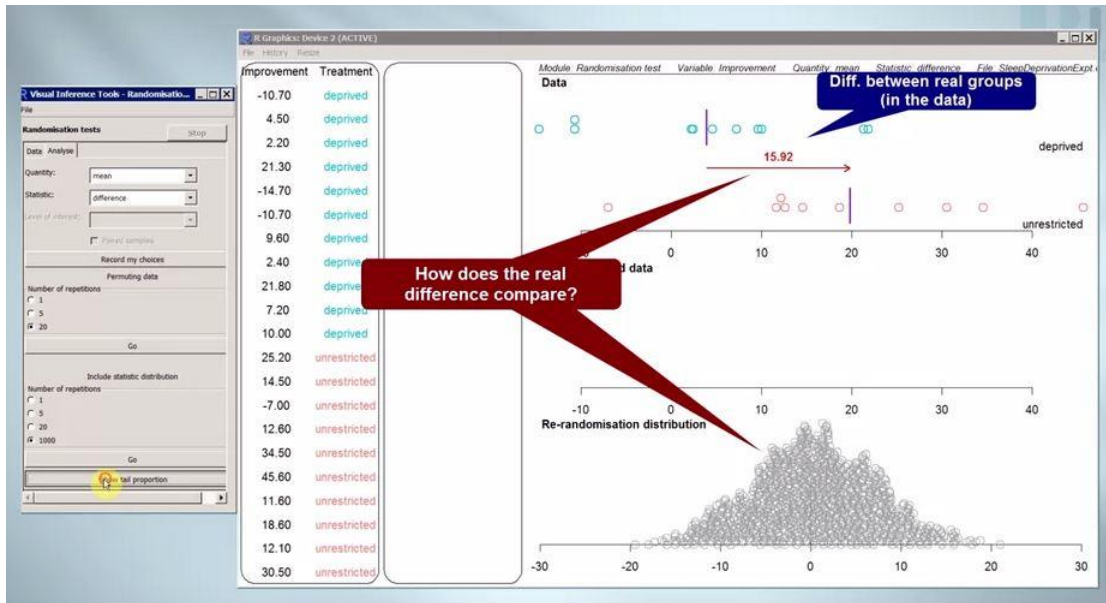 R Graphics: Device 2 (ACTIVE)
File History Resize
Improvement Treatment
-10.70 deprived
4.50 deprived
2.20 deprived
21.30 deprived
-14.70 deprived
-10.70 deprived
9.60 deprived
2.40 deprived
21.80 deprived
7.20 deprived
10.00 deprived
25.20 unrestricted
14.50 unrestricted
-7.00 unrestricted
12.60 unrestricted
34.50 unrestricted
45.60 unrestricted
11.60 unrestricted
18.60 unrestricted
12.10 unrestricted
30.50 unrestricted
Module Randomisation test Variable Improvement Quantity mean Statistic difference File SleepDeprivationExpt
Data
Diff. between real groups
(in the data)
deprived
15.92
unrestricted
0 10 20 30 40
data
How does the real
difference compare?
-10 0 10 20 30 40
Re-randomisation distribution
-30 -20 -10 0 10 20 30
Visual Inference Tools - Randomisatio...
File
Randomisation tests
Stop
Data Analyse
Quantity: mean
Statistic: difference
Level of interest:
Paired samples
Record my choices
Permuting data
Number of repetitions
1
5
20
Go
Include statistic distribution
Number of repetitions
1
5
20
1000
Go
tail proportion